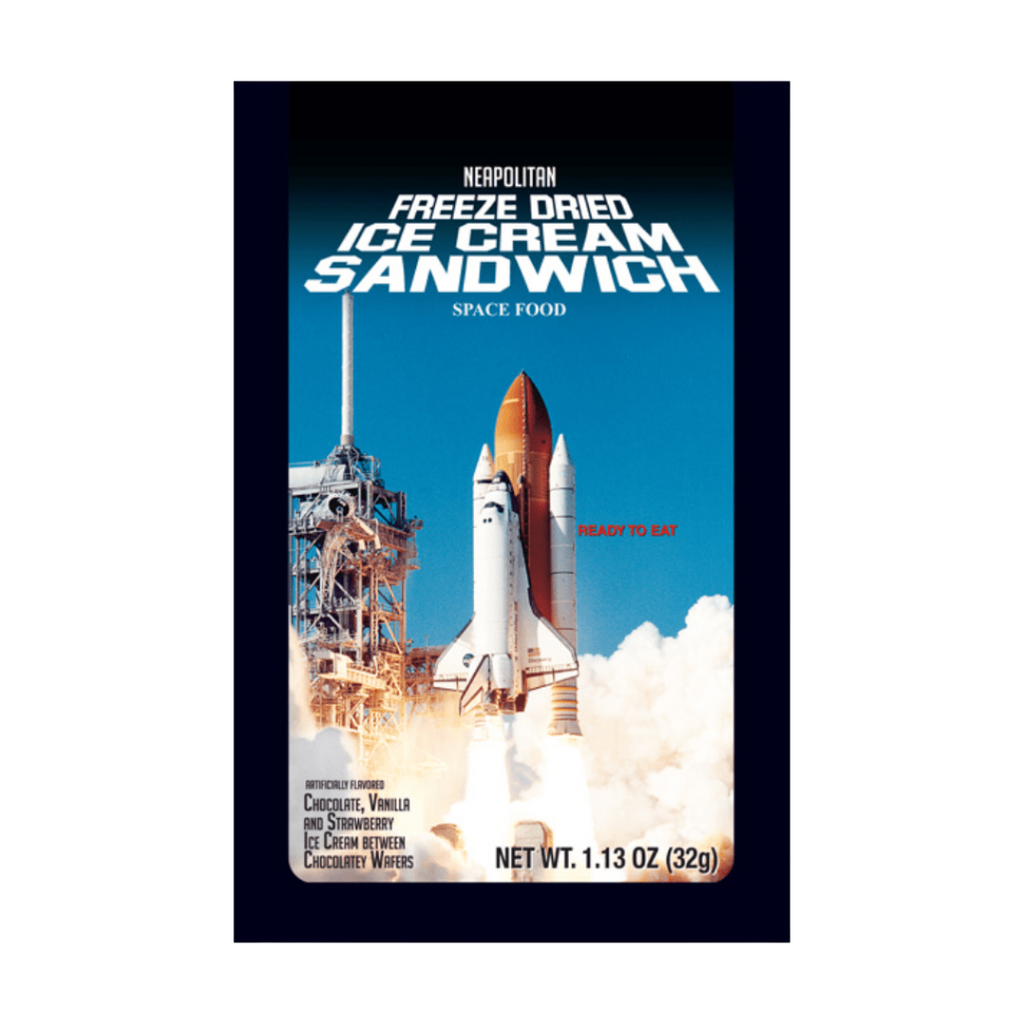 NEAPOLITAN
FREEZE DRIED
ICE CREAM
SANDWICH
SPACE FOOD
READY TO EAT
ARTIFICIALLY FLAVORED
CHOCOLATE, VANILLA
AND STRAWBERRY
ICE CREAM BETWEEN
CHOCOLATEY WAFERS
NET WT. 1.13 OZ (32g)